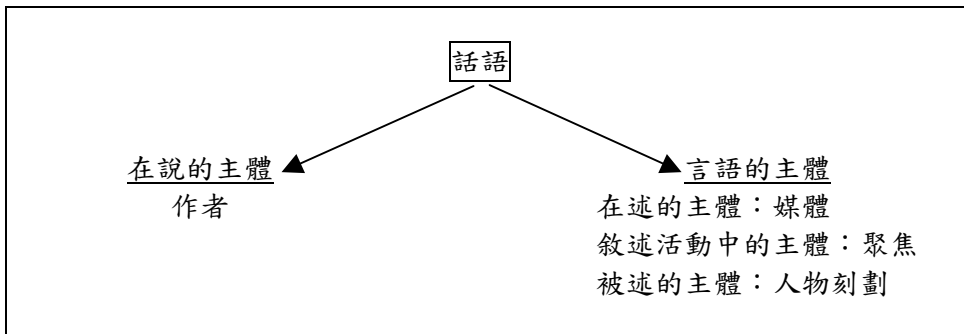 話語
在說的主體
作者
言語的主體
在述的主體：媒體
敘述活動中的主體：聚焦
被述的主體：人物刻劃